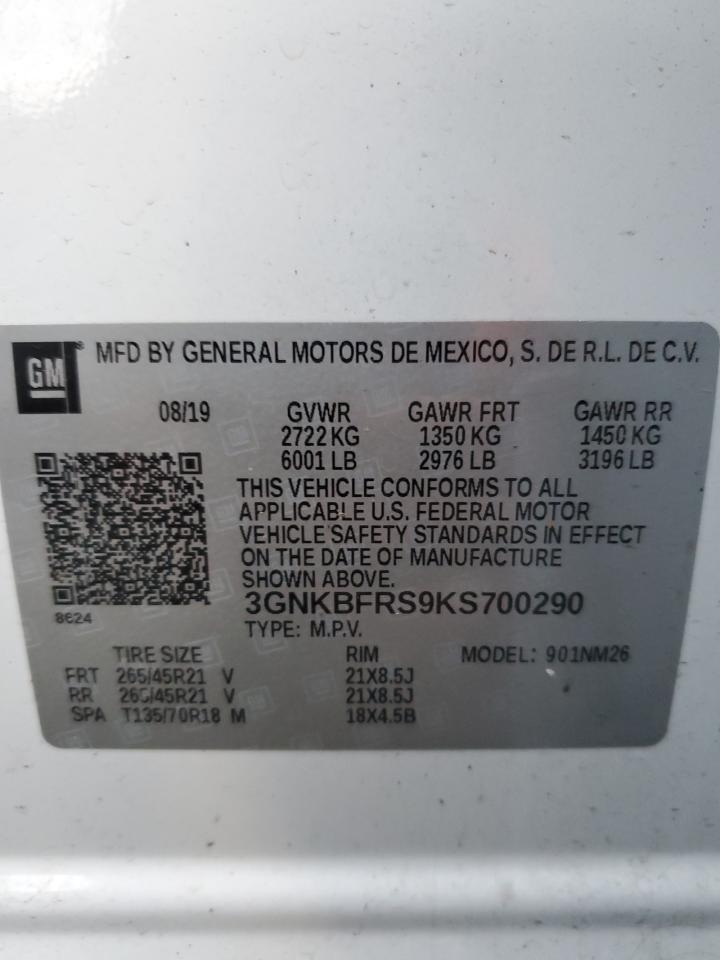 GM ® MFD BY GENERAL MOTORS DE MEXICO, S. DE R.L. DE C.V.
08/19 GVWR GAWR FRT GAWR RR
2722 KG 1350 KG 1450 KG
6001 LB 2976 LB 3196 LB
THIS VEHICLE CONFORMS TO ALL
APPLICABLE U.S. FEDERAL MOTOR
VEHICLE SAFETY STANDARDS IN EFFECT
ON THE DATE OF MANUFACTURE
SHOWN ABOVE.
3GNKBFRS9KS700290
8624
TYPE: M.P.V.
TIRE SIZE RIM MODEL: 901NM26
FRT 265/45R21 V 21X8.5J
RR 265/45R21 V 21X8.5J
SPA T135/70R18 M 18X4.5B